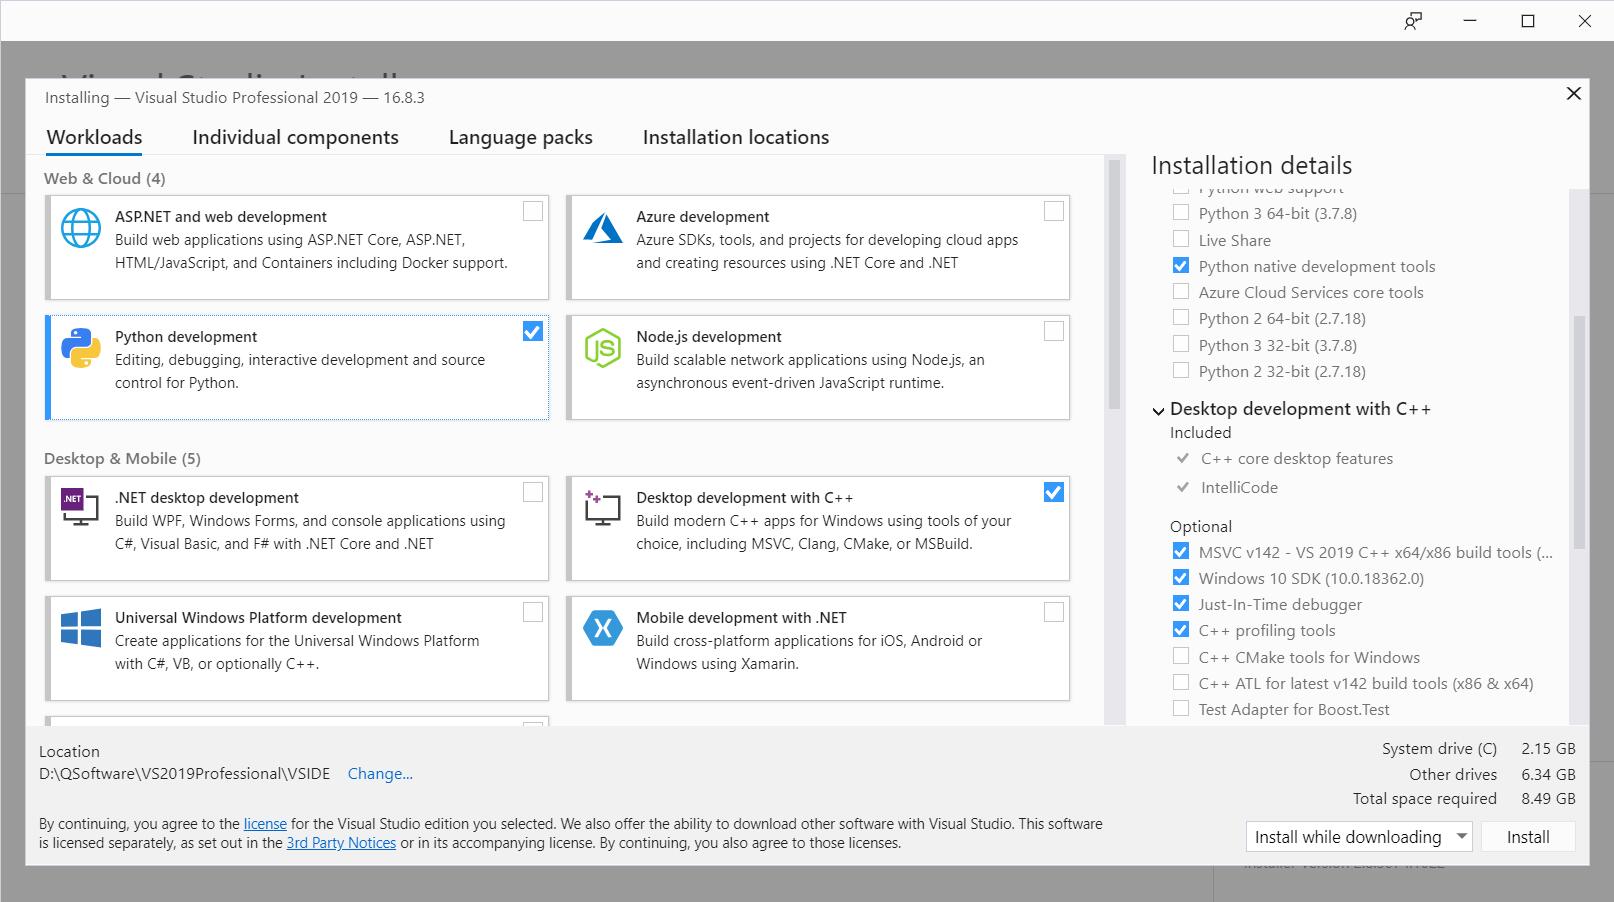 Installing — Visual Studio Professional 2019 — 16.8.3
Workloads
Individual components
Language packs
Installation locations
Web & Cloud (4)
ASP.NET and web development
Build web applications using ASP.NET Core, ASP.NET,
HTML/JavaScript, and Containers including Docker support.
Azure development
Azure SDKs, tools, and projects for developing cloud apps
and creating resources using .NET Core and .NET
Python development
Editing, debugging, interactive development and source
control for Python.
Node.js development
Build scalable network applications using Node.js, an
asynchronous event-driven JavaScript runtime.
Desktop & Mobile (5)
.NET
.NET desktop development
Build WPF, Windows Forms, and console applications using
C#, Visual Basic, and F# with .NET Core and .NET
Desktop development with C++
Build modern C++ apps for Windows using tools of your
choice, including MSVC, Clang, CMake, or MSBuild.
Universal Windows Platform development
Create applications for the Universal Windows Platform
with C#, VB, or optionally C++.
Mobile development with .NET
Build cross-platform applications for iOS, Android or
Windows using Xamarin.
Installation details
Python web support
Python 3 64-bit (3.7.8)
Live Share
Python native development tools
Azure Cloud Services core tools
Python 2 64-bit (2.7.18)
Python 3 32-bit (3.7.8)
Python 2 32-bit (2.7.18)
Desktop development with C++
Included
C++ core desktop features
IntelliCode
Optional
MSVC v142 - VS 2019 C++ x64/x86 build tools (...
Windows 10 SDK (10.0.18362.0)
Just-In-Time debugger
C++ profiling tools
C++ CMake tools for Windows
C++ ATL for latest v142 build tools (x86 & x64)
Test Adapter for Boost.Test
Location
D:\QSoftware\VS2019Professional\VSIDE Change...
System drive (C) 2.15 GB
Other drives 6.34 GB
Total space required 8.49 GB
By continuing, you agree to the license for the Visual Studio edition you selected. We also offer the ability to download other software with Visual Studio. This software
is licensed separately, as set out in the 3rd Party Notices or in its accompanying license. By continuing, you also agree to those licenses.
Install while downloading
Install